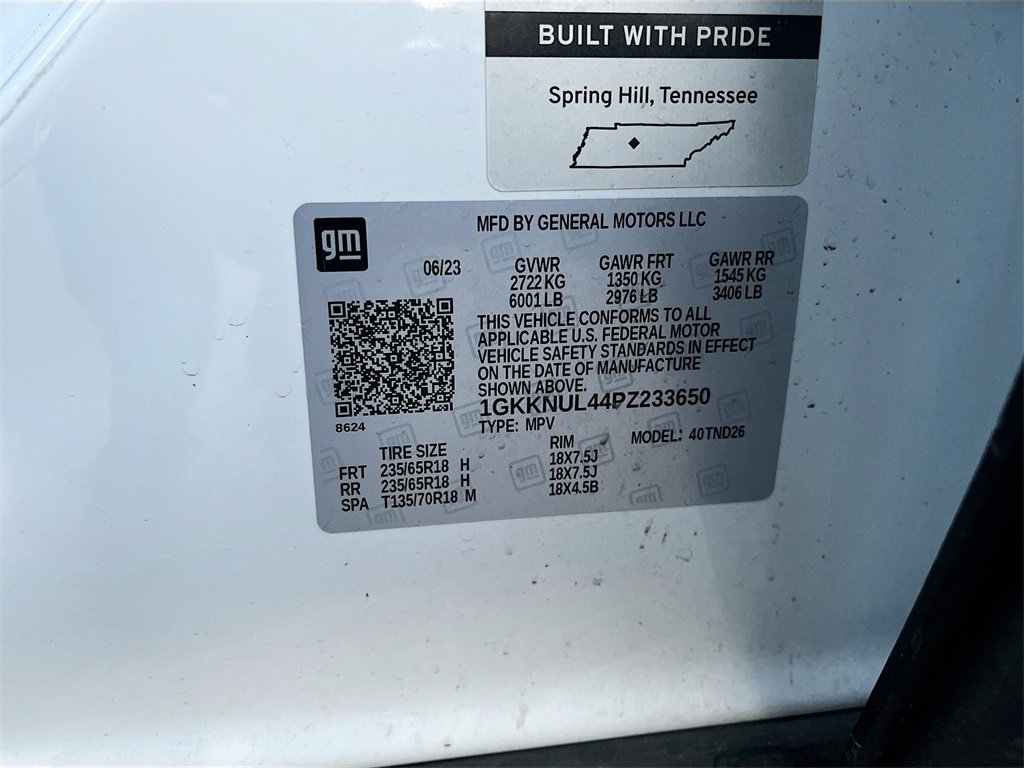 BUILT WITH PRIDE
Spring Hill, Tennessee
gm
MFD BY GENERAL MOTORS LLC
06/23 GVWR GAWR FRT GAWR RR
2722 KG 1350 KG 1545 KG
6001 LB 2976 LB 3406 LB
THIS VEHICLE CONFORMS TO ALL
APPLICABLE U.S. FEDERAL MOTOR
VEHICLE SAFETY STANDARDS IN EFFECT
ON THE DATE OF MANUFACTURE
SHOWN ABOVE.
1GKKNUL44PZ233650
8624
TYPE: MPV MODEL: 40TND26
TIRE SIZE RIM
FRT 235/65R18 H 18X7.5J
RR 235/65R18 H 18X7.5J
SPA T135/70R18 M 18X4.5B